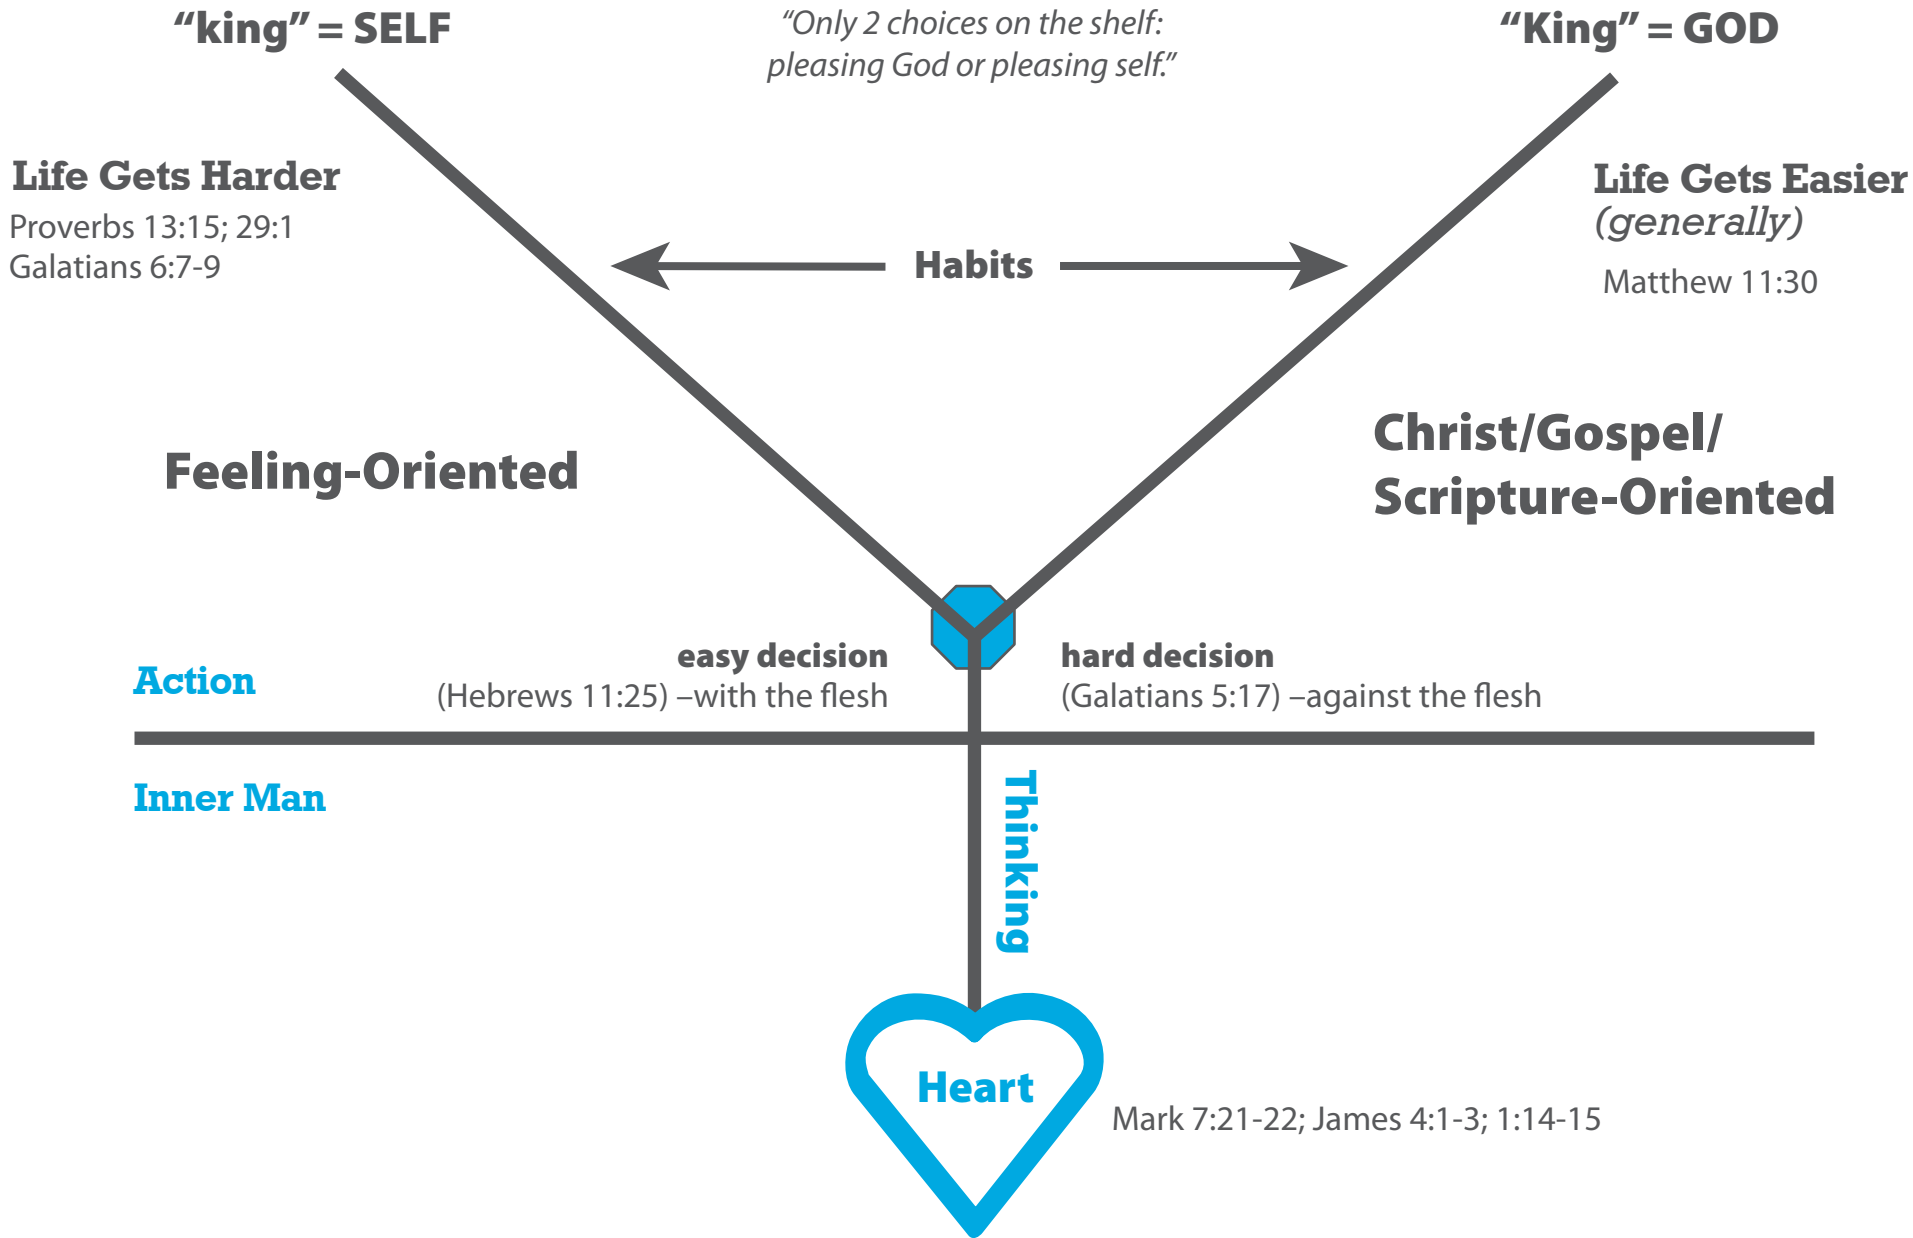 “king” = SELF
“Only 2 choices on the shelf:
pleasing God or pleasing self.”
“King” = GOD
Life Gets Harder
Proverbs 13:15; 29:1
Galatians 6:7-9
Habits
Life Gets Easier
(generally)
Matthew 11:30
Feeling-Oriented
Christ/Gospel/
Scripture-Oriented
easy decision
(Hebrews 11:25) –with the flesh
hard decision
(Galatians 5:17) –against the flesh
Action
Inner Man
Thinking
Heart
Mark 7:21-22; James 4:1-3; 1:14-15